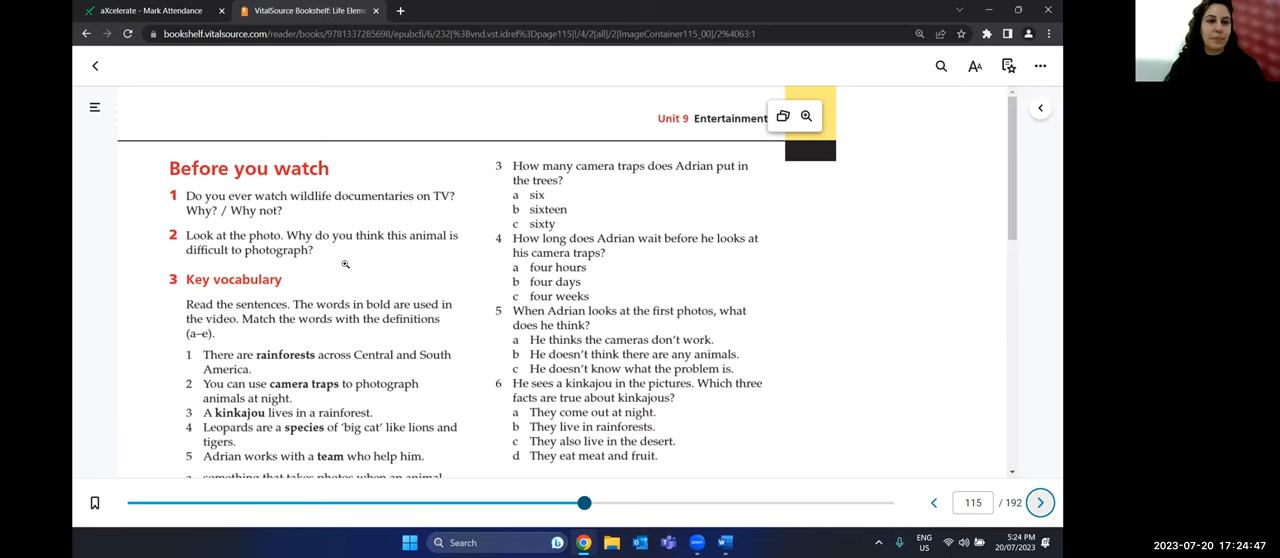 aXcelerate - Mark Attendance
VitalSource Bookshelf: Life Elem
bookshelf.vitalsource.com/reader/books/9781337285698/epubcfi/6/232[%3Bvnd.vst.idref%3Dpage115]!/4/2[all]/2[ImageContainer115_00]/2%4063:1
AA
Unit 9 Entertainment
Before you watch
1 Do you ever watch wildlife documentaries on TV?
Why? / Why not?
2 Look at the photo. Why do you think this animal is
difficult to photograph?
3 Key vocabulary
Read the sentences. The words in bold are used in
the video. Match the words with the definitions
(a–e).
1 There are rainforests across Central and South
America.
2 You can use camera traps to photograph
animals at night.
3 A kinkajou lives in a rainforest.
4 Leopards are a species of ‘big cat’ like lions and
tigers.
5 Adrian works with a team who help him.
a something that takes photos when an animal
3 How many camera traps does Adrian put in
the trees?
a six
b sixteen
c sixty
4 How long does Adrian wait before he looks at
his camera traps?
a four hours
b four days
c four weeks
5 When Adrian looks at the first photos, what
does he think?
a He thinks the cameras don’t work.
b He doesn’t think there are any animals.
c He doesn’t know what the problem is.
6 He sees a kinkajou in the pictures. Which three
facts are true about kinkajous?
a They come out at night.
b They live in rainforests.
c They also live in the desert.
d They eat meat and fruit.
115 / 192
Search
ENG
US
5:24 PM
20/07/2023
2023-07-20 17:24:47